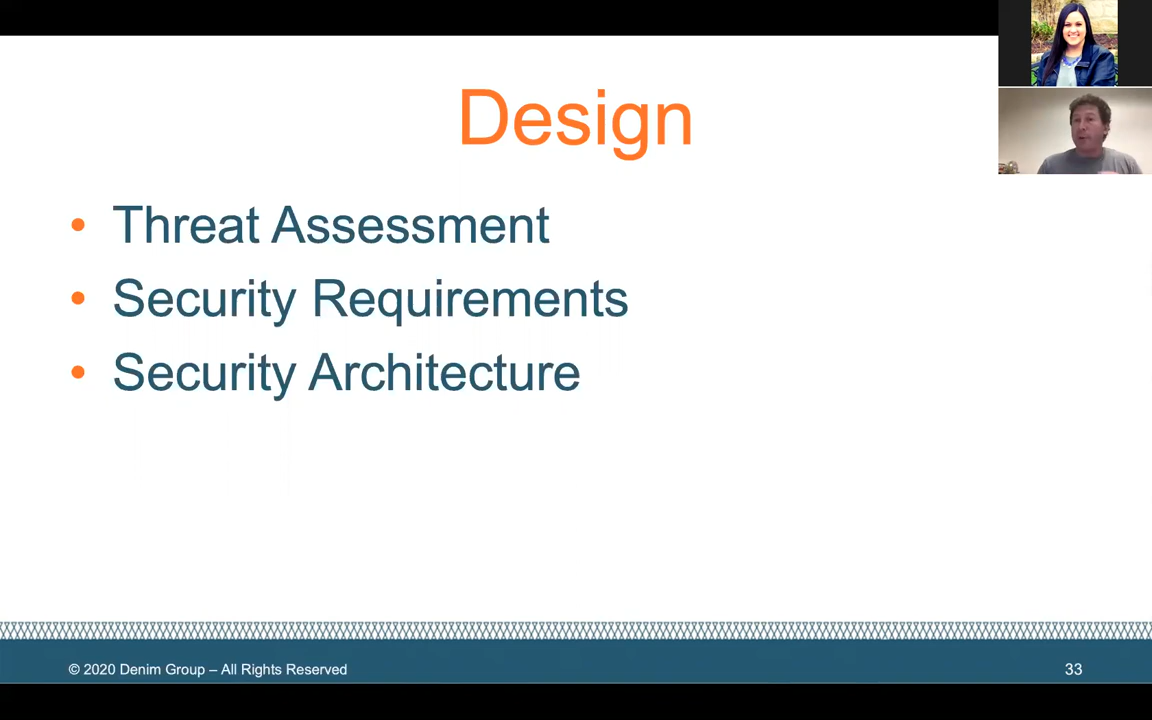 Design
• Threat Assessment
• Security Requirements
• Security Architecture
© 2020 Denim Group – All Rights Reserved
33